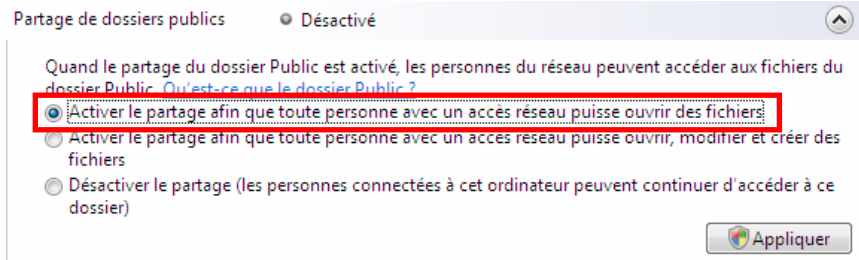 Partage de dossiers publics Désactivé
Quand le partage du dossier Public est activé, les personnes du réseau peuvent accéder aux fichiers du
dossier Public. Qu'est-ce que le dossier Public ?
Activer le partage afin que toute personne avec un accès réseau puisse ouvrir des fichiers
Activer le partage afin que toute personne avec un accès réseau puisse ouvrir, modifier et créer des
fichiers
Désactiver le partage (les personnes connectées à cet ordinateur peuvent continuer d'accéder à ce
dossier)
Appliquer